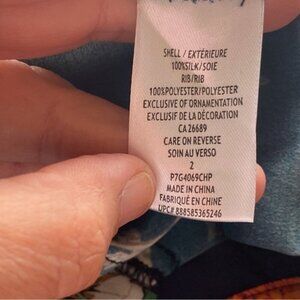 SHELL / EXTÉRIEURE
100%SILK/SOIE
RIB/RIB
100%POLYESTER/POLYESTER
EXCLUSIVE OF ORNAMENTATION
EXCLUSIF DE LA DÉCORATION
CA 26689
CARE ON REVERSE
SOIN AU VERSO
2
P7G4069CHP
MADE IN CHINA
FABRIQUÉ EN CHINE
UPC# 888585365246